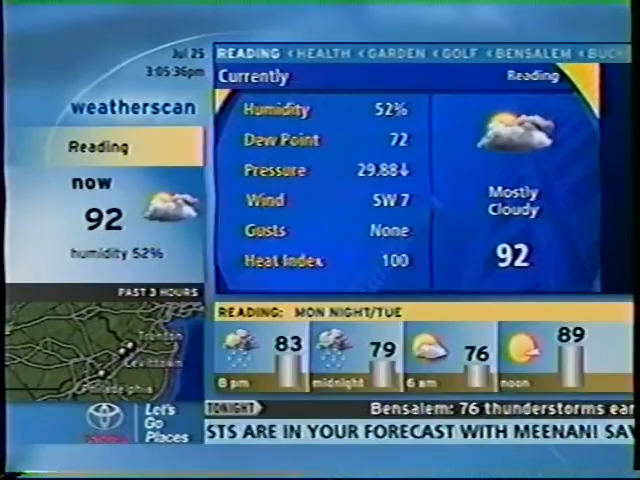 Jul 25
3:05:36pm
READING ‹ HEALTH ‹ GARDEN ‹ GOLF ‹ BENSALEM ‹ BUCK
Currently
Reading
weatherscan
Reading
now
92
humidity 52%
Humidity 52%
Dew Point 72
Pressure 29.88↓
Wind SW 7
Gusts None
Heat Index 100
Mostly
Cloudy
92
PAST 3 HOURS
Trenton
Levittown
Philadelphia
READING: MON NIGHT/TUE
83 79 76 89
8 pm midnight 6 am noon
TOYOTA
Let's
Go
Places
TONIGHT
Bensalem: 76 thunderstorms ear
STS ARE IN YOUR FORECAST WITH MEENAN! SAV